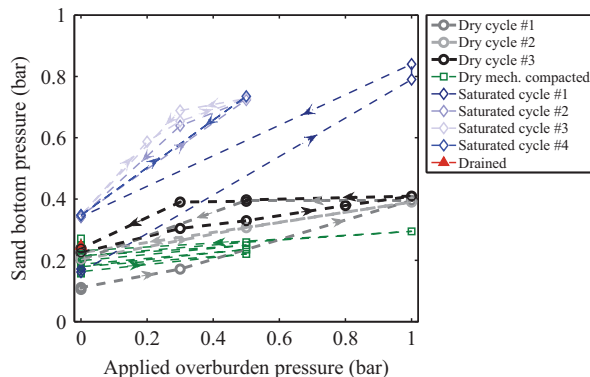 1
0.8
0.6
0.4
0.2
0
Sand bottom pressure (bar)
0
0.2
0.4
0.6
0.8
1
Applied overburden pressure (bar)
Dry cycle #1
Dry cycle #2
Dry cycle #3
Dry mech. compacted
Saturated cycle #1
Saturated cycle #2
Saturated cycle #3
Saturated cycle #4
Drained